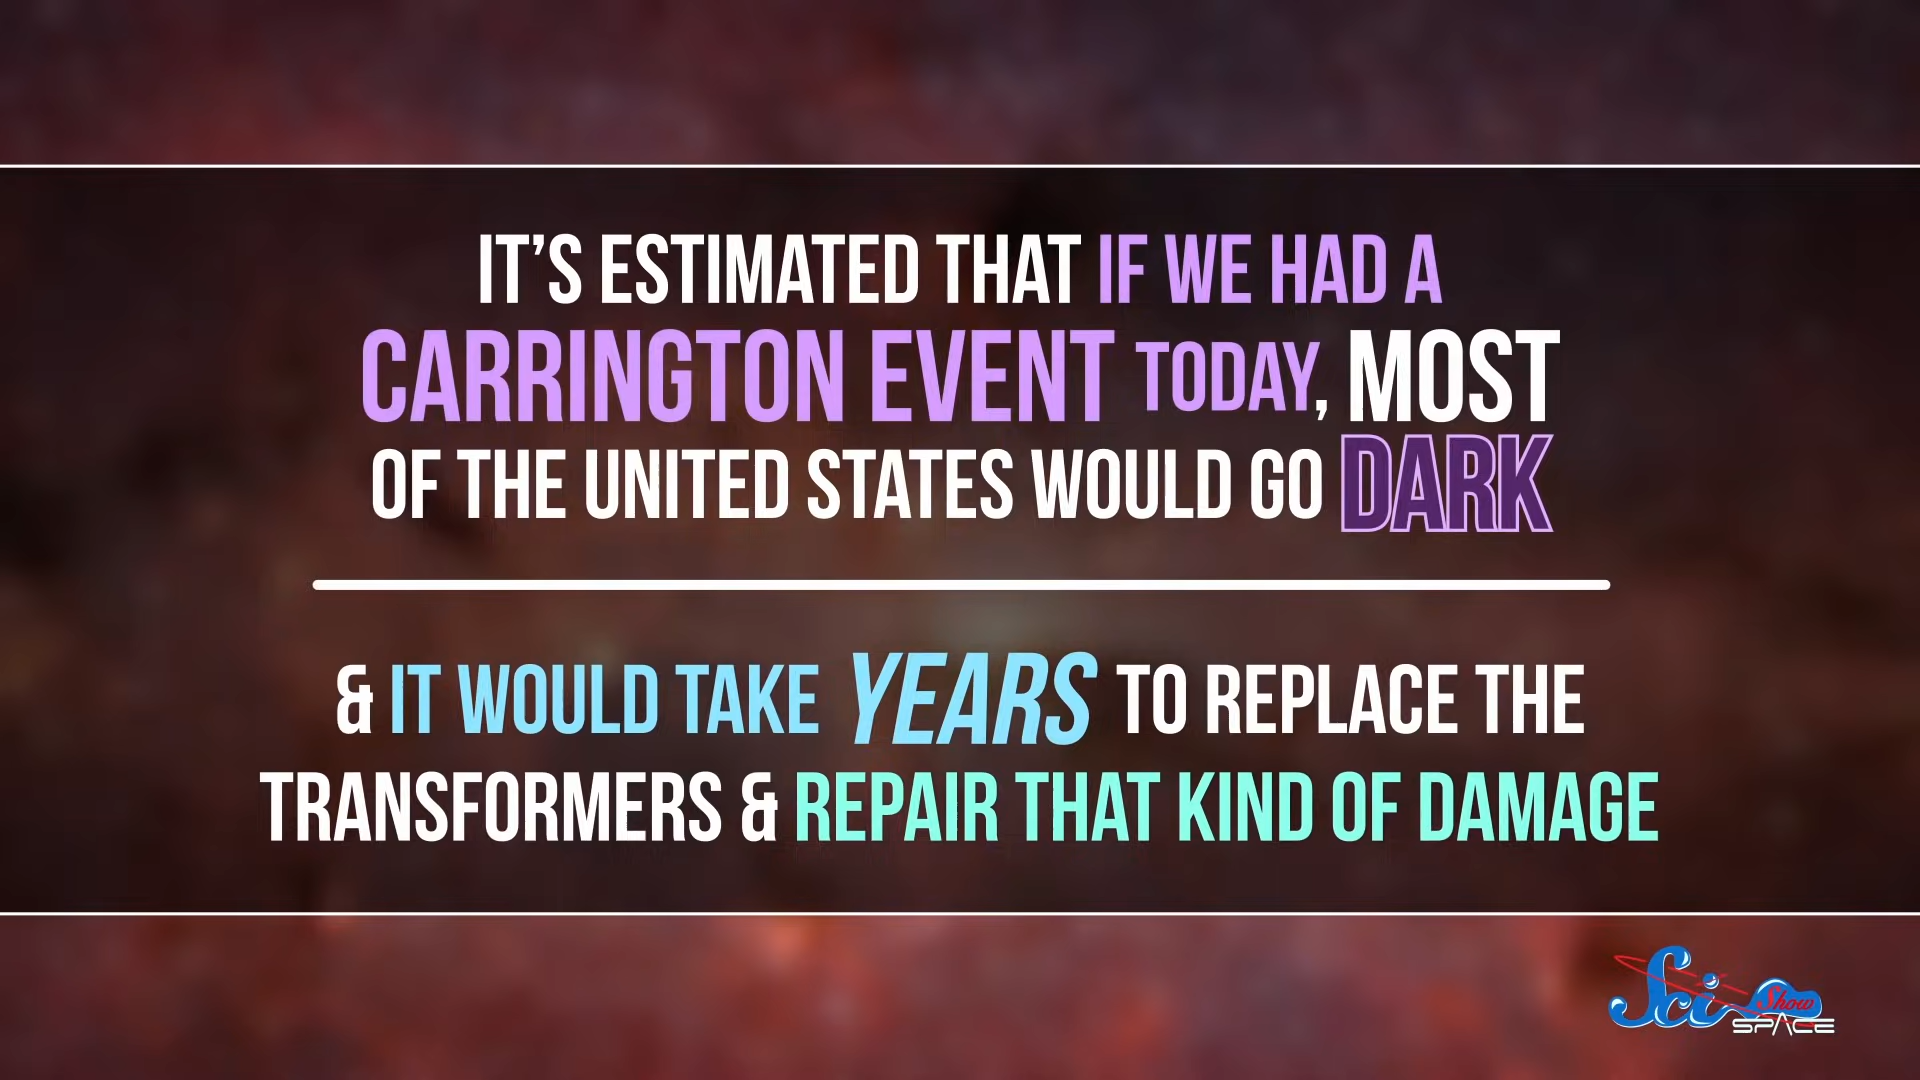 IT’S ESTIMATED THAT IF WE HAD A
CARRINGTON EVENT TODAY, MOST
OF THE UNITED STATES WOULD GO DARK
& IT WOULD TAKE YEARS TO REPLACE THE
TRANSFORMERS & REPAIR THAT KIND OF DAMAGE
Sci Show
SPACE